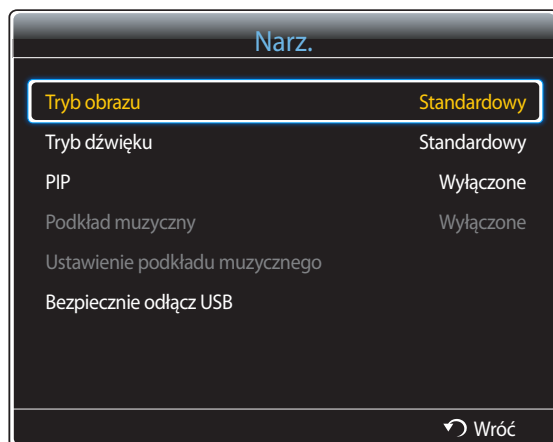 Narz.
Tryb obrazu Standardowy
Tryb dźwięku Standardowy
PIP Wyłączone
Podkład muzyczny Wyłączone
Ustawienie podkładu muzycznego
Bezpiecznie odłącz USB
Wróć